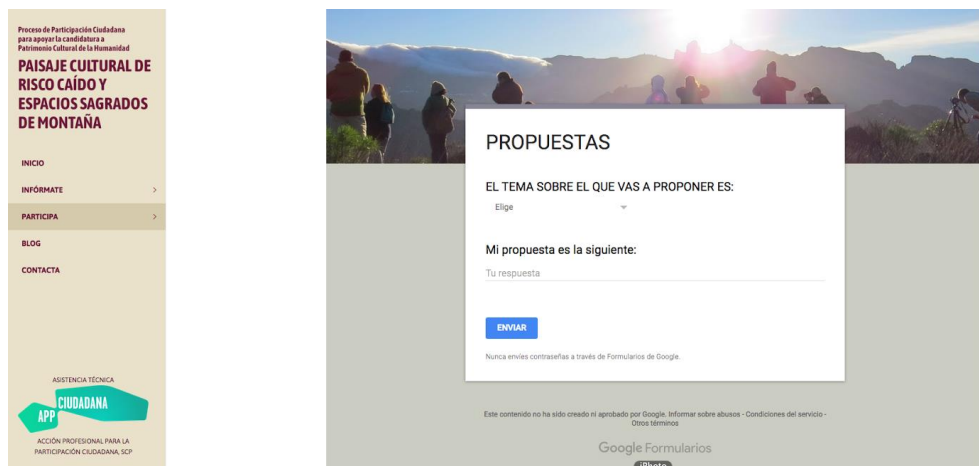 Proceso de Participación Ciudadana
para apoyar la candidatura a
Patrimonio Cultural de la Humanidad
PAISAJE CULTURAL DE
RISCO CAÍDO Y
ESPACIOS SAGRADOS
DE MONTAÑA
INICIO
INFÓRMATE
PARTICIPA
BLOG
CONTACTA
ASISTENCIA TÉCNICA
CIUDADANA
APP
ACCIÓN PROFESIONAL PARA LA
PARTICIPACIÓN CIUDADANA, SCP
PROPUESTAS
EL TEMA SOBRE EL QUE VAS A PROPONER ES:
Elige
Mi propuesta es la siguiente:
Tu respuesta
ENVIAR
Nunca envíes contraseñas a través de Formularios de Google.
Este contenido no ha sido creado ni aprobado por Google. Informar sobre abusos - Condiciones del servicio -
Otros términos
Google Formularios
iPhoto